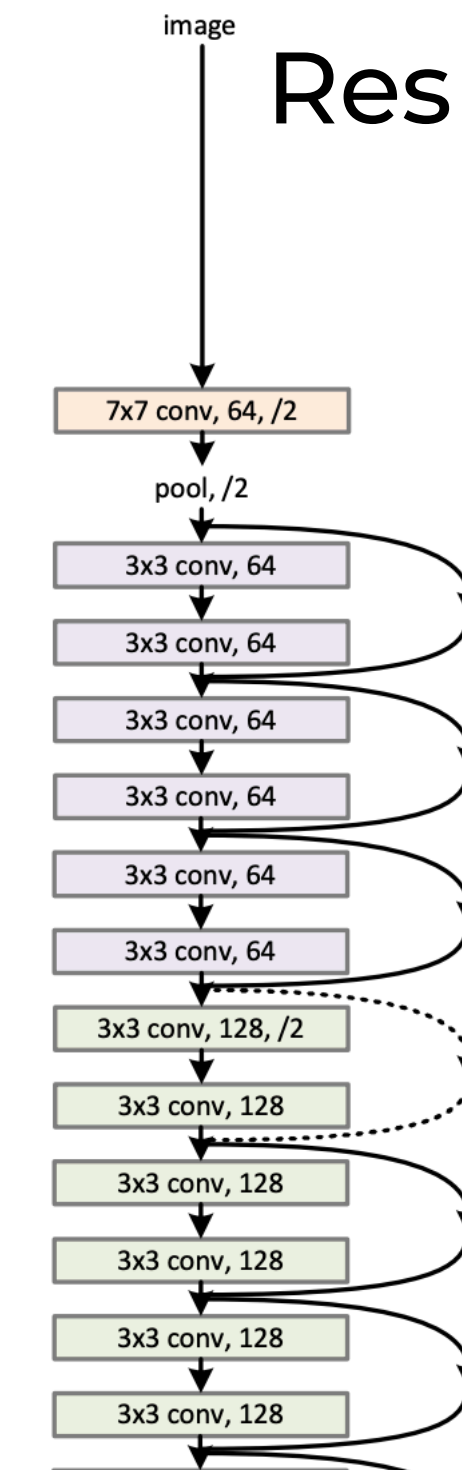 image
Res
7x7 conv, 64, /2
pool, /2
3x3 conv, 64
3x3 conv, 64
3x3 conv, 64
3x3 conv, 64
3x3 conv, 64
3x3 conv, 64
3x3 conv, 128, /2
3x3 conv, 128
3x3 conv, 128
3x3 conv, 128
3x3 conv, 128
3x3 conv, 128